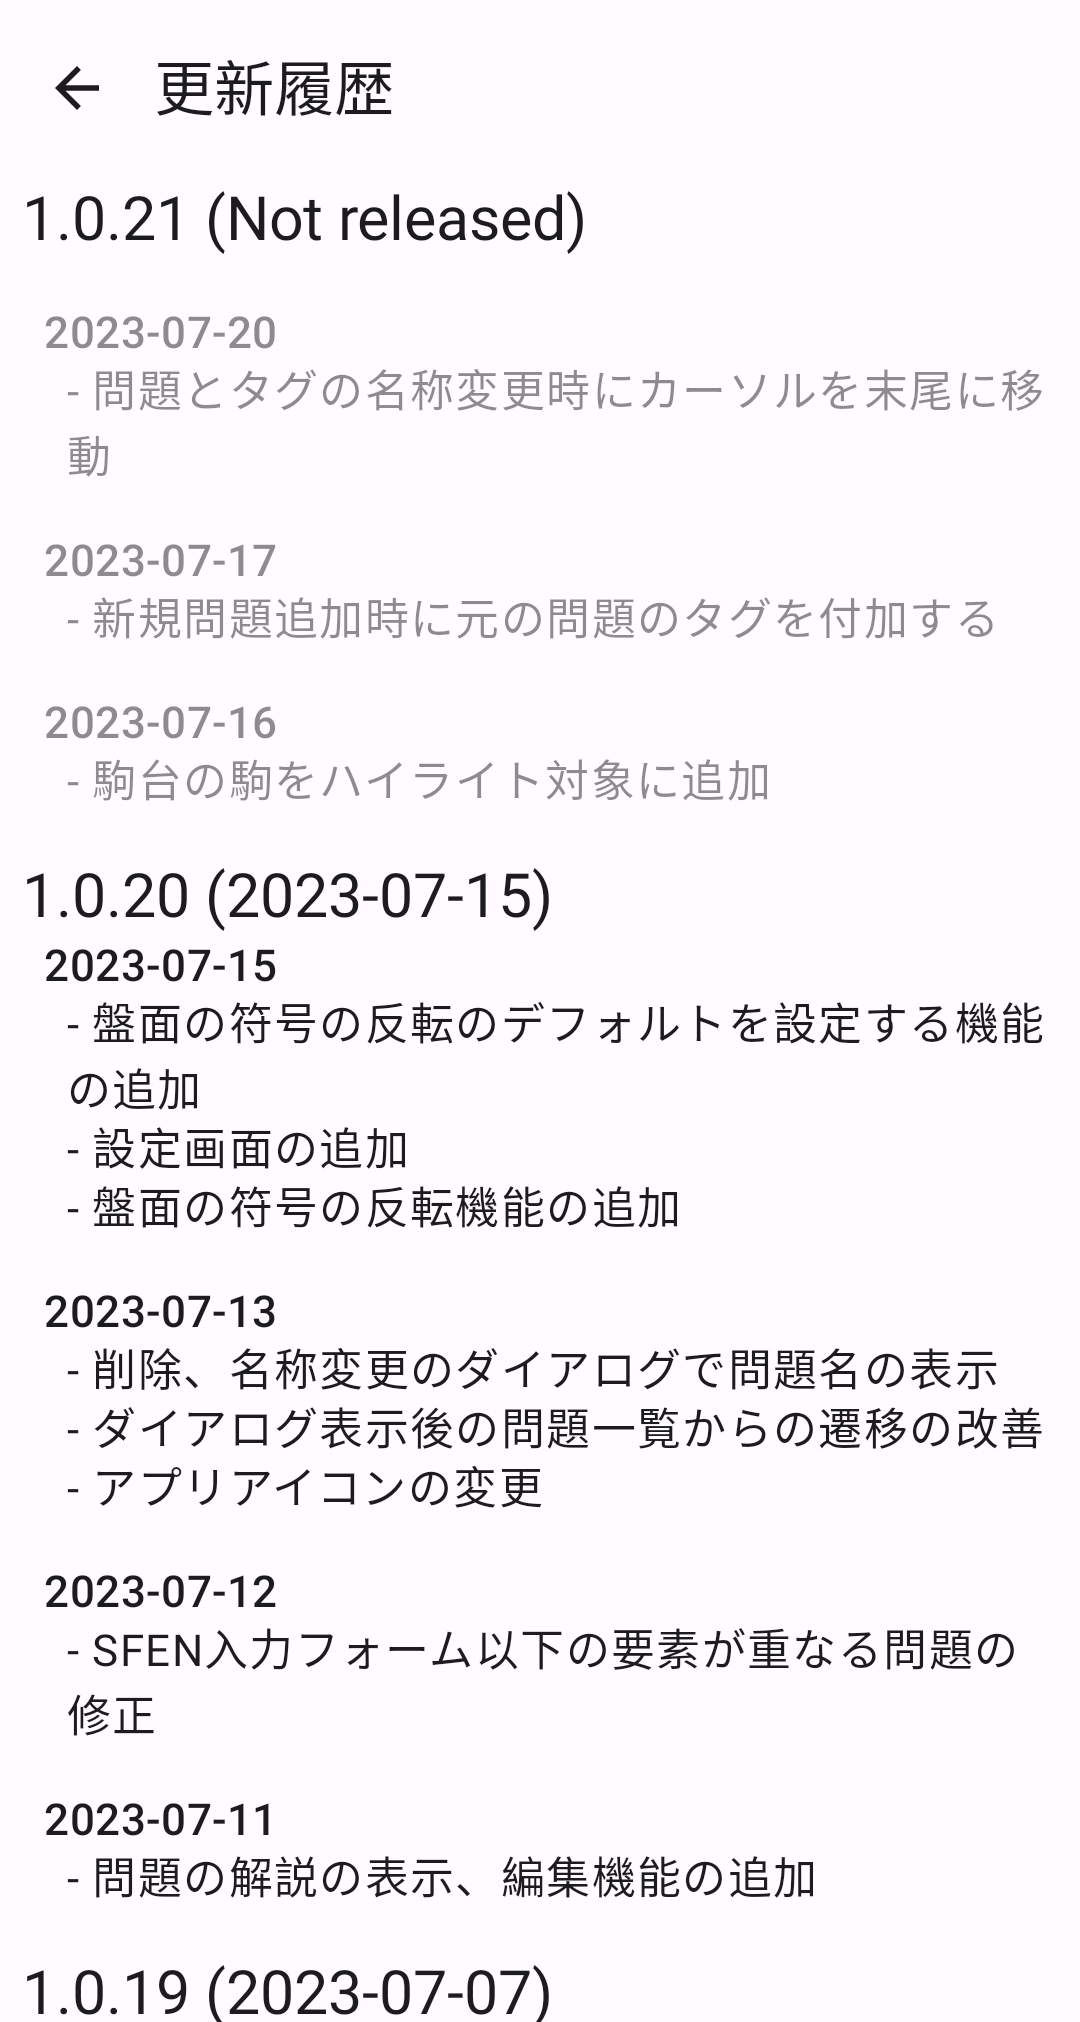 更新履歴
1.0.21 (Not released)
2023-07-20
- 問題とタグの名称変更時にカーソルを末尾に移
動
2023-07-17
- 新規問題追加時に元の問題のタグを付加する
2023-07-16
- 駒台の駒をハイライト対象に追加
1.0.20 (2023-07-15)
2023-07-15
- 盤面の符号の反転のデフォルトを設定する機能
の追加
- 設定画面の追加
- 盤面の符号の反転機能の追加
2023-07-13
- 削除、名称変更のダイアログで問題名の表示
- ダイアログ表示後の問題一覧からの遷移の改善
- アプリアイコンの変更
2023-07-12
- SFEN入力フォーム以下の要素が重なる問題の
修正
2023-07-11
- 問題の解説の表示、編集機能の追加
1.0.19 (2023-07-07)